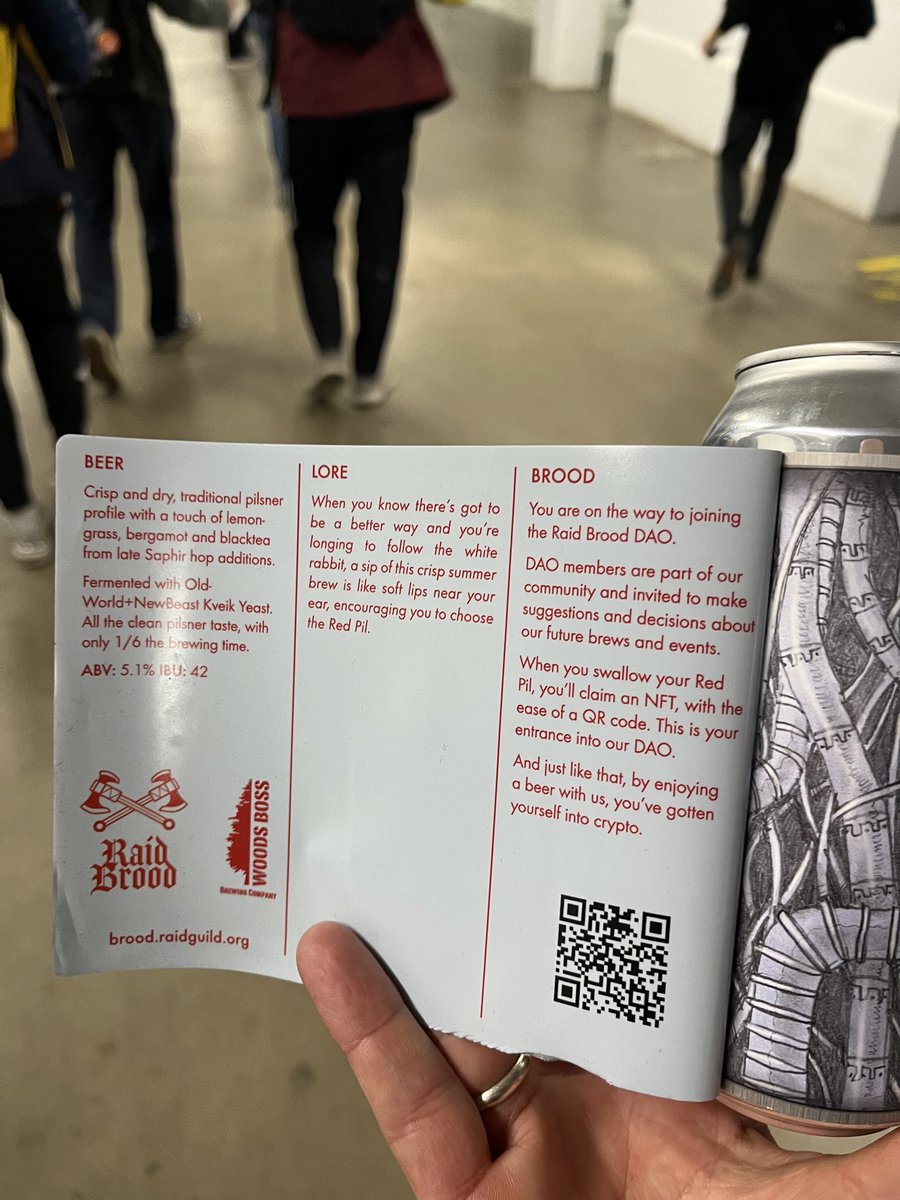 BEER
Crisp and dry, traditional pilsner
profile with a touch of lemon-
grass, bergamot and blacktea
from late Saphir hop additions.
Fermented with Old-
World+NewBeast Kveik Yeast.
All the clean pilsner taste, with
only 1/6 the brewing time.
ABV: 5.1% IBU: 42
Raid
Brood
WOODS BOSS
BREWING COMPANY
brood.raidguild.org
LORE
When you know there's got to
be a better way and you're
longing to follow the white
rabbit, a sip of this crisp summer
brew is like soft lips near your
ear, encouraging you to choose
the Red Pil.
BROOD
You are on the way to joining
the Raid Brood DAO.
DAO members are part of our
community and invited to make
suggestions and decisions about
our future brews and events.
When you swallow your Red
Pil, you'll claim an NFT, with the
ease of a QR code. This is your
entrance into our DAO.
And just like that, by enjoying
a beer with us, you've gotten
yourself into crypto.